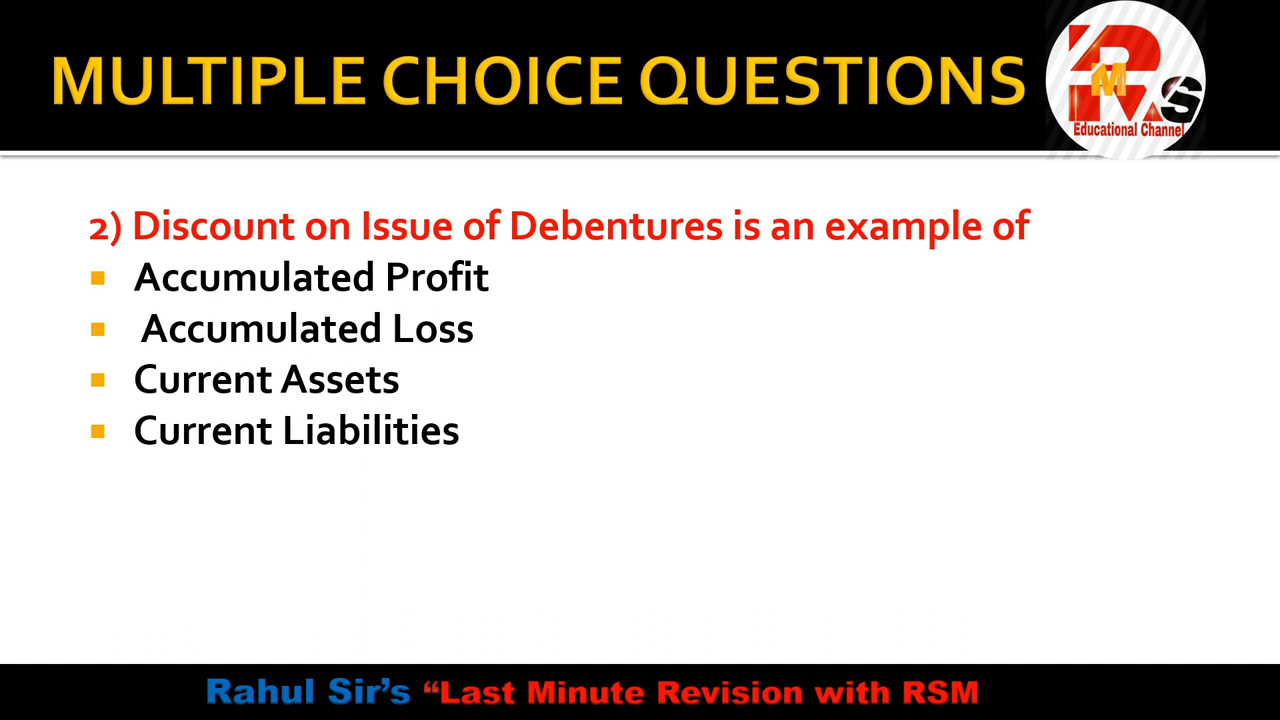 MULTIPLE CHOICE QUESTIONS
RMS
Educational Channel
2) Discount on Issue of Debentures is an example of
Accumulated Profit
Accumulated Loss
Current Assets
Current Liabilities
Rahul Sir's “Last Minute Revision with RSM